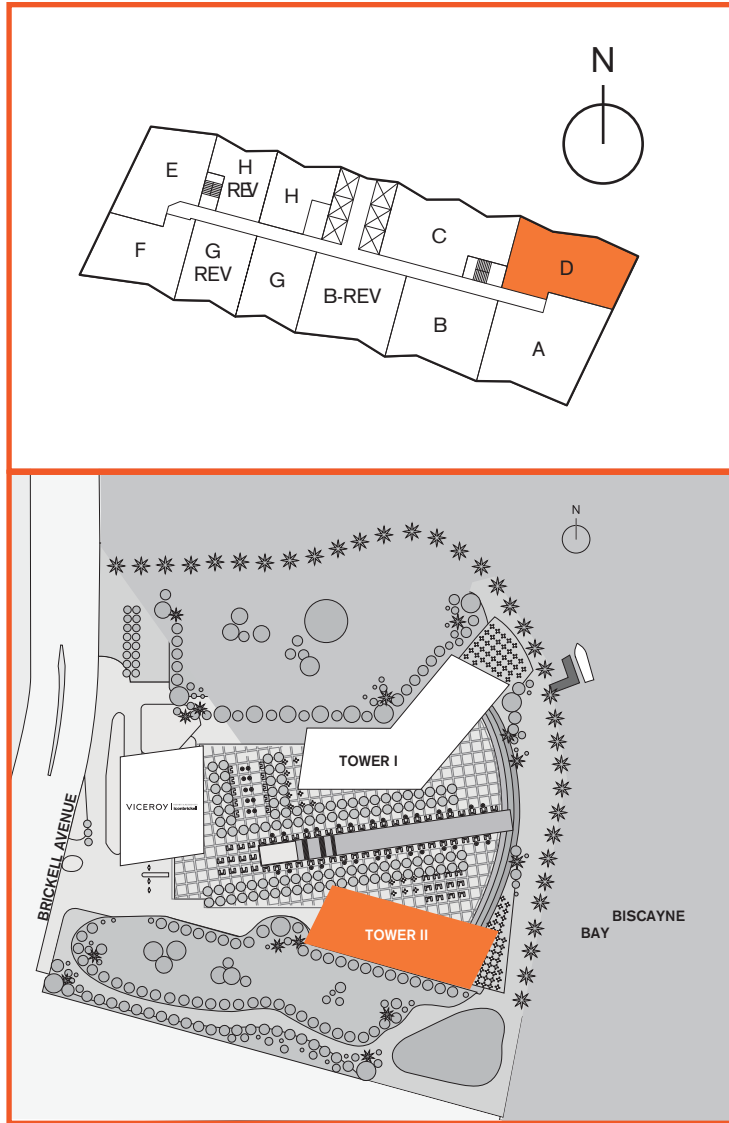 N
E
H
REV
H
C
D
F
G
REV
G
B-REV
B
A
N
TOWER I
VICEROY
BRICKELL AVENUE
TOWER II
BISCAYNE
BAY